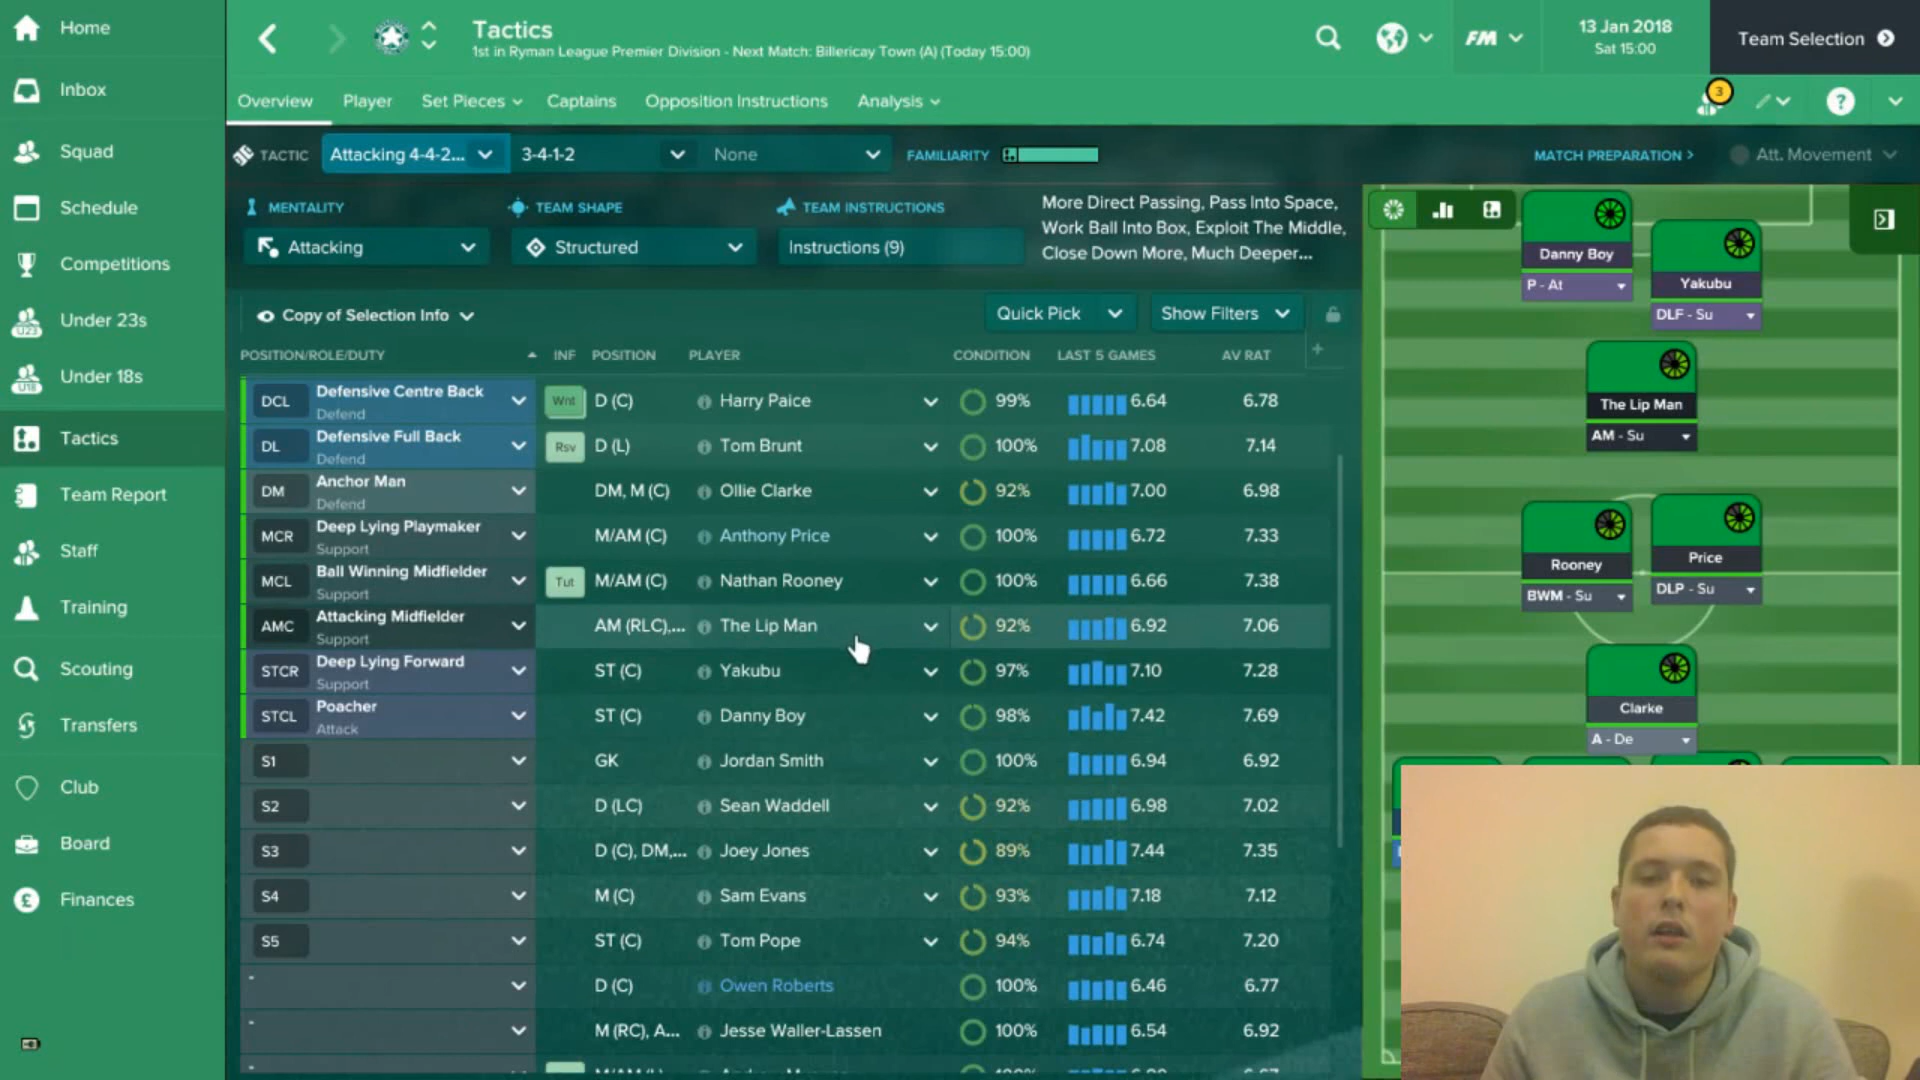 Home
Inbox
Squad
Schedule
Competitions
Under 23s
U23
Under 18s
U18
Tactics
Team Report
Staff
Training
Scouting
Transfers
Club
Board
Finances
Tactics
1st in Ryman League Premier Division - Next Match: Billericay Town (A) (Today 15:00)
FM
13 Jan 2018
Sat 15:00
Team Selection
Overview
Player
Set Pieces
Captains
Opposition Instructions
Analysis
3
?
TACTIC
Attacking 4-4-2...
3-4-1-2
None
FAMILIARITY
MATCH PREPARATION >
Att. Movement
MENTALITY
TEAM SHAPE
TEAM INSTRUCTIONS
Attacking
Structured
Instructions (9)
More Direct Passing, Pass Into Space,
Work Ball Into Box, Exploit The Middle,
Close Down More, Much Deeper...
Copy of Selection Info
Quick Pick
Show Filters
POSITION/ROLE/DUTY INF POSITION PLAYER CONDITION LAST 5 GAMES AV RAT +
DCL Defensive Centre Back Defend Wnt D (C) Harry Paice 99% 6.64 6.78
DL Defensive Full Back Defend Rsv D (L) Tom Brunt 100% 7.08 7.14
DM Anchor Man Defend DM, M (C) Ollie Clarke 92% 7.00 6.98
MCR Deep Lying Playmaker Support M/AM (C) Anthony Price 100% 6.72 7.33
MCL Ball Winning Midfielder Support Tut M/AM (C) Nathan Rooney 100% 6.66 7.38
AMC Attacking Midfielder Support AM (RLC),... The Lip Man 92% 6.92 7.06
STCR Deep Lying Forward Support ST (C) Yakubu 97% 7.10 7.28
STCL Poacher Attack ST (C) Danny Boy 98% 7.42 7.69
S1 GK Jordan Smith 100% 6.94 6.92
S2 D (LC) Sean Waddell 92% 6.98 7.02
S3 D (C), DM,... Joey Jones 89% 7.44 7.35
S4 M (C) Sam Evans 93% 7.18 7.12
S5 ST (C) Tom Pope 94% 6.74 7.20
- D (C) Owen Roberts 100% 6.46 6.77
- M (RC), A... Jesse Waller-Lassen 100% 6.54 6.92
Danny Boy
P - At
Yakubu
DLF - Su
The Lip Man
AM - Su
Rooney
BWM - Su
Price
DLP - Su
Clarke
A - De